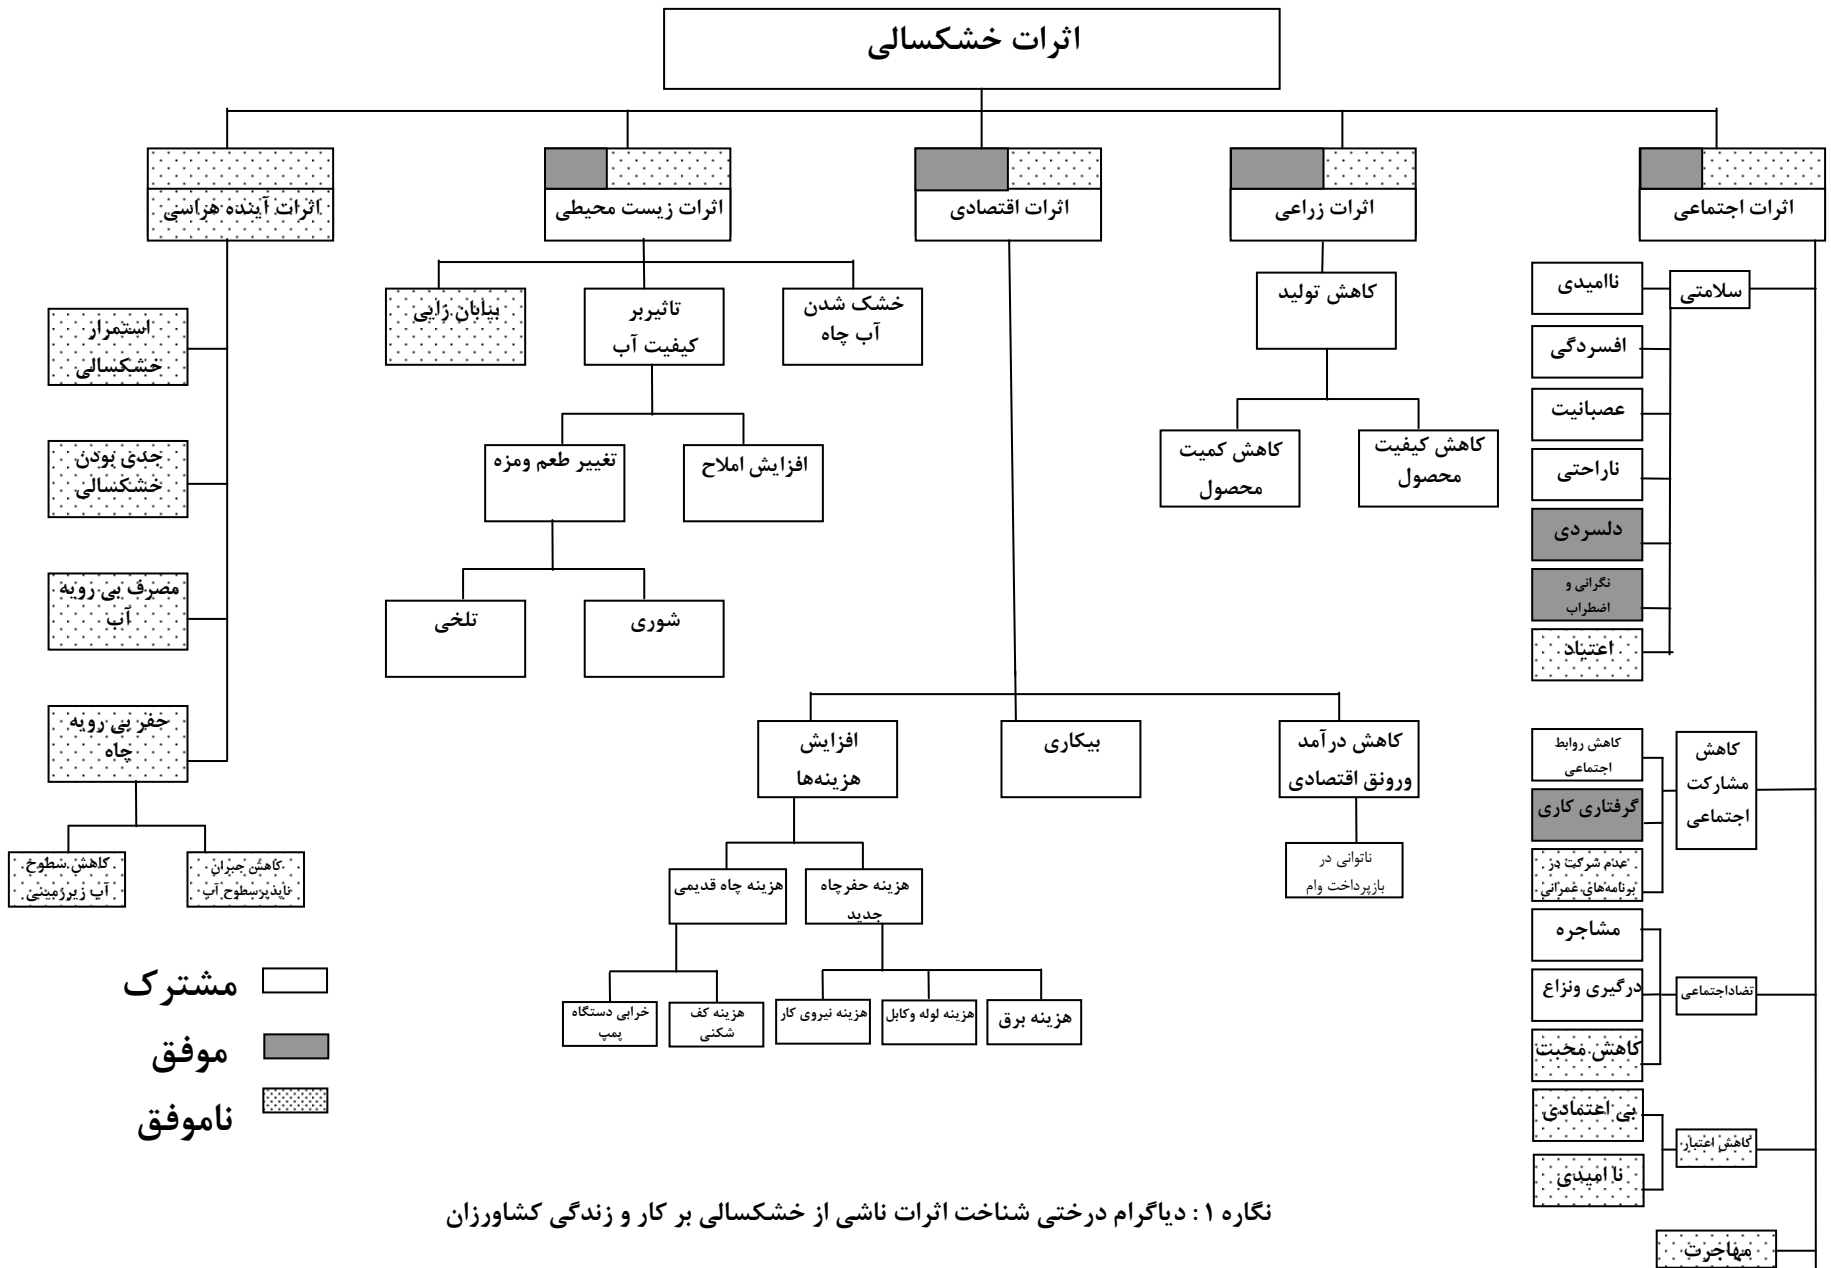 اثرات خشکسالی
اثرات اجتماعی
اثرات زراعی
اثرات اقتصادی
اثرات زیست محیطی
اثرات آینده هراسی
سلامتی
ناامیدی
افسردگی
عصبانیت
ناراحتی
دلسردی
نگرانی و
اضطراب
اعتیاد
کاهش
مشارکت
اجتماعی
کاهش روابط
اجتماعی
گرفتاری کاری
عدم شرکت در
برنامه‌های عمرانی
تضاداجتماعی
مشاجره
درگیری ونزاع
کاهش محبت
کاهش اعتبار
بی اعتمادی
نا امیدی
مهاجرت
کاهش تولید
کاهش کیفیت
محصول
کاهش کمیت
محصول
کاهش درآمد
ورونق اقتصادی
ناتوانی در
بازپرداخت وام
بیکاری
افزایش
هزینه‌ها
هزینه حفرچاه
جدید
هزینه برق
هزینه لوله وکابل
هزینه نیروی کار
هزینه چاه قدیمی
هزینه کف
شکنی
خرابی دستگاه
پمپ
خشک شدن
آب چاه
تاثیربر
کیفیت آب
بیابان زایی
افزایش املاح
تغییر طعم ومزه
شوری
تلخی
استمرار
خشکسالی
جدی بودن
خشکسالی
مصرف بی رویه
آب
حفر بی رویه
چاه
کاهش جبران
ناپذیرسطوح آب
کاهش سطوح
آب زیرزمینی
مشترک
موفق
ناموفق
نگاره ۱: دیاگرام درختی شناخت اثرات ناشی از خشکسالی بر کار و زندگی کشاورزان